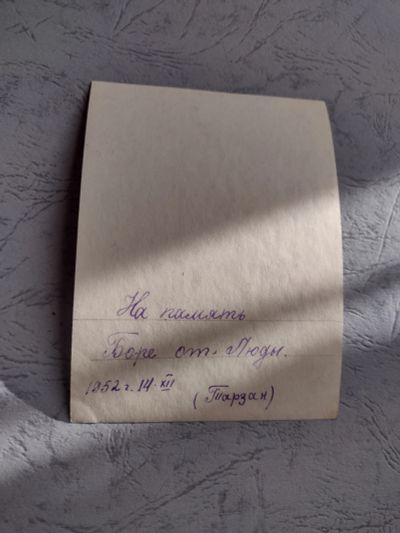 На память
Боре от Люды.
1952 г. 14. XII
(Тарзан)